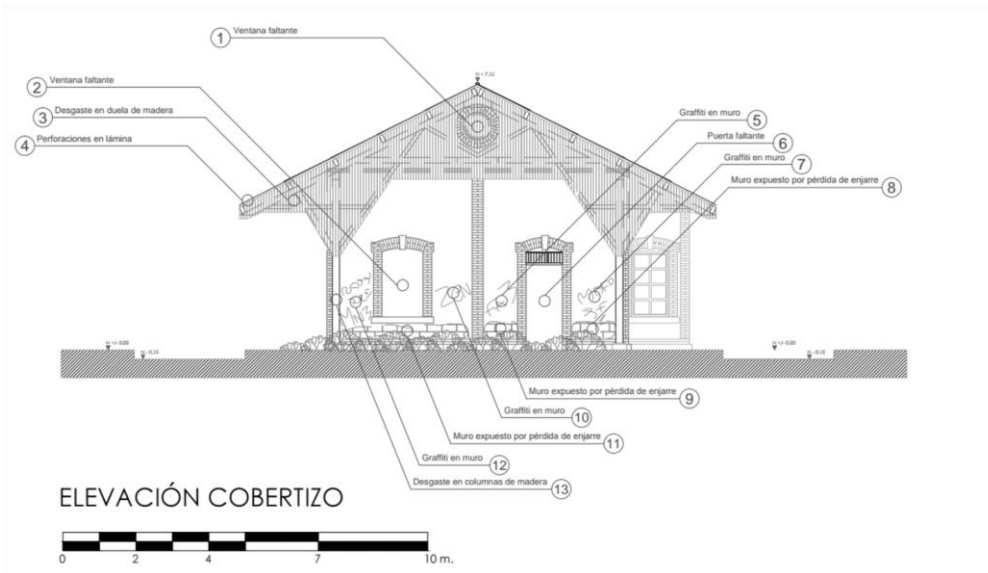 1 Ventana faltante
2 Ventana faltante
3 Desgaste en duela de madera
4 Perforaciones en lámina
Graffiti en muro 5
Puerta faltante 6
Graffiti en muro 7
Muro expuesto por pérdida de enjarre 8
Muro expuesto por pérdida de enjarre 9
Graffiti en muro 10
Muro expuesto por pérdida de enjarre 11
Graffiti en muro 12
Desgaste en columnas de madera 13
ELEVACIÓN COBERTIZO
0 2 4 7 10 m.